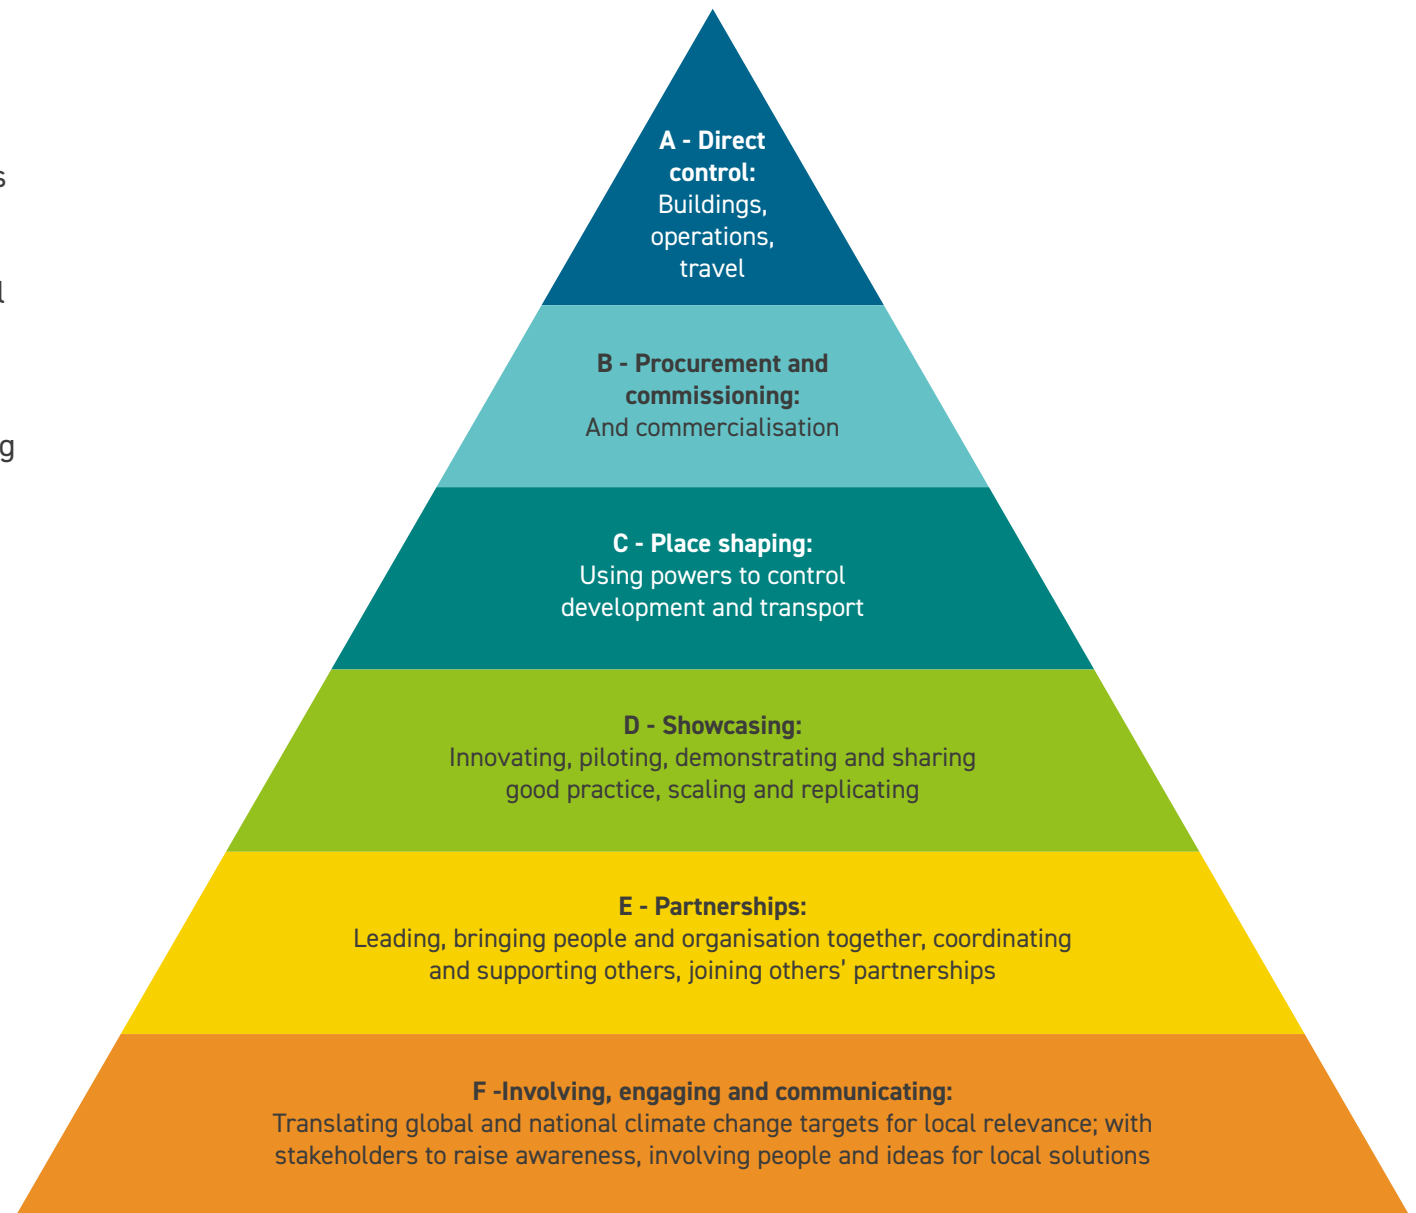 A - Direct
control:
Buildings,
operations,
travel
B - Procurement and
commissioning:
And commercialisation
C - Place shaping:
Using powers to control
development and transport
D - Showcasing:
Innovating, piloting, demonstrating and sharing
good practice, scaling and replicating
E - Partnerships:
Leading, bringing people and organisation together, coordinating
and supporting others, joining others’ partnerships
F -Involving, engaging and communicating:
Translating global and national climate change targets for local relevance; with
stakeholders to raise awareness, involving people and ideas for local solutions